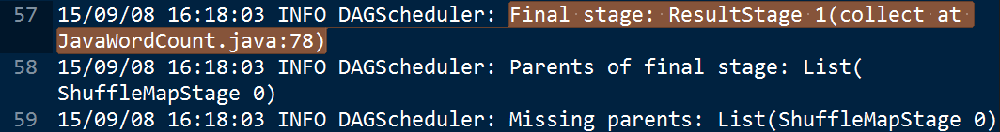 57 15/09/08 16:18:03 INFO DAGScheduler: Final stage: ResultStage 1(collect at
JavaWordCount.java:78)
58 15/09/08 16:18:03 INFO DAGScheduler: Parents of final stage: List(
ShuffleMapStage 0)
59 15/09/08 16:18:03 INFO DAGScheduler: Missing parents: List(ShuffleMapStage 0)